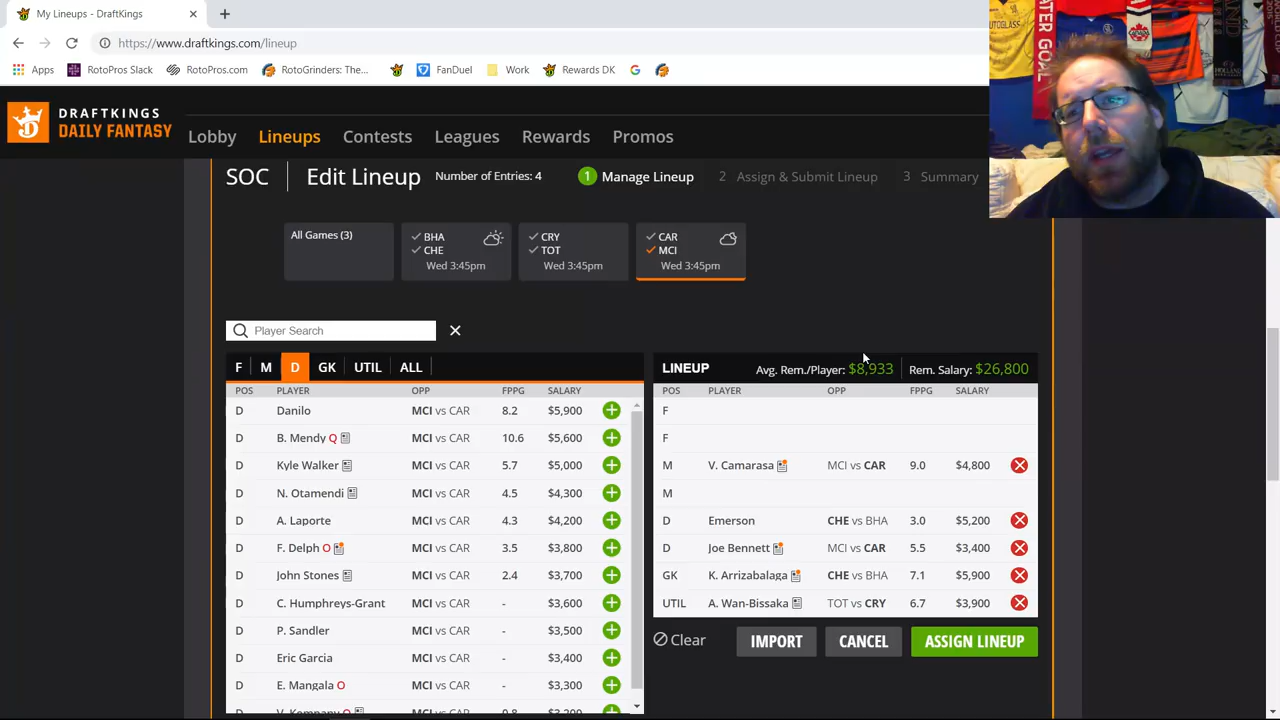 My Lineups - DraftKings
https://www.draftkings.com/lineup
Apps RotoPros Slack RotoPros.com RotoGrinders: The... FanDuel Work Rewards DK
DRAFTKINGS
DAILY FANTASY
Lobby Lineups Contests Leagues Rewards Promos
SOC Edit Lineup Number of Entries: 4 1 Manage Lineup 2 Assign & Submit Lineup 3 Summary
All Games (3)
BHA
CHE
Wed 3:45pm
CRY
TOT
Wed 3:45pm
CAR
MCI
Wed 3:45pm
Player Search
F M D GK UTIL ALL
POS PLAYER OPP FPPG SALARY
D Danilo MCI vs CAR 8.2 $5,900
D B. Mendy Q MCI vs CAR 10.6 $5,600
D Kyle Walker MCI vs CAR 5.7 $5,000
D N. Otamendi MCI vs CAR 4.5 $4,300
D A. Laporte MCI vs CAR 4.3 $4,200
D F. Delph O MCI vs CAR 3.5 $3,800
D John Stones MCI vs CAR 2.4 $3,700
D C. Humphreys-Grant MCI vs CAR - $3,600
D P. Sandler MCI vs CAR - $3,500
D Eric Garcia MCI vs CAR - $3,400
D E. Mangala O MCI vs CAR - $3,300
LINEUP Avg. Rem./Player: $8,933 Rem. Salary: $26,800
POS PLAYER OPP FPPG SALARY
F
F
M V. Camarasa MCI vs CAR 9.0 $4,800
M
D Emerson CHE vs BHA 3.0 $5,200
D Joe Bennett MCI vs CAR 5.5 $3,400
GK K. Arrizabalaga CHE vs BHA 7.1 $5,900
UTIL A. Wan-Bissaka TOT vs CRY 6.7 $3,900
Clear IMPORT CANCEL ASSIGN LINEUP